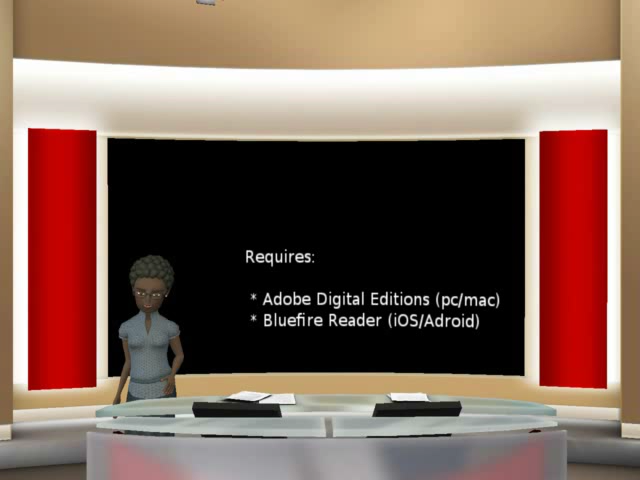 Requires:
* Adobe Digital Editions (pc/mac)
* Bluefire Reader (iOS/Adroid)